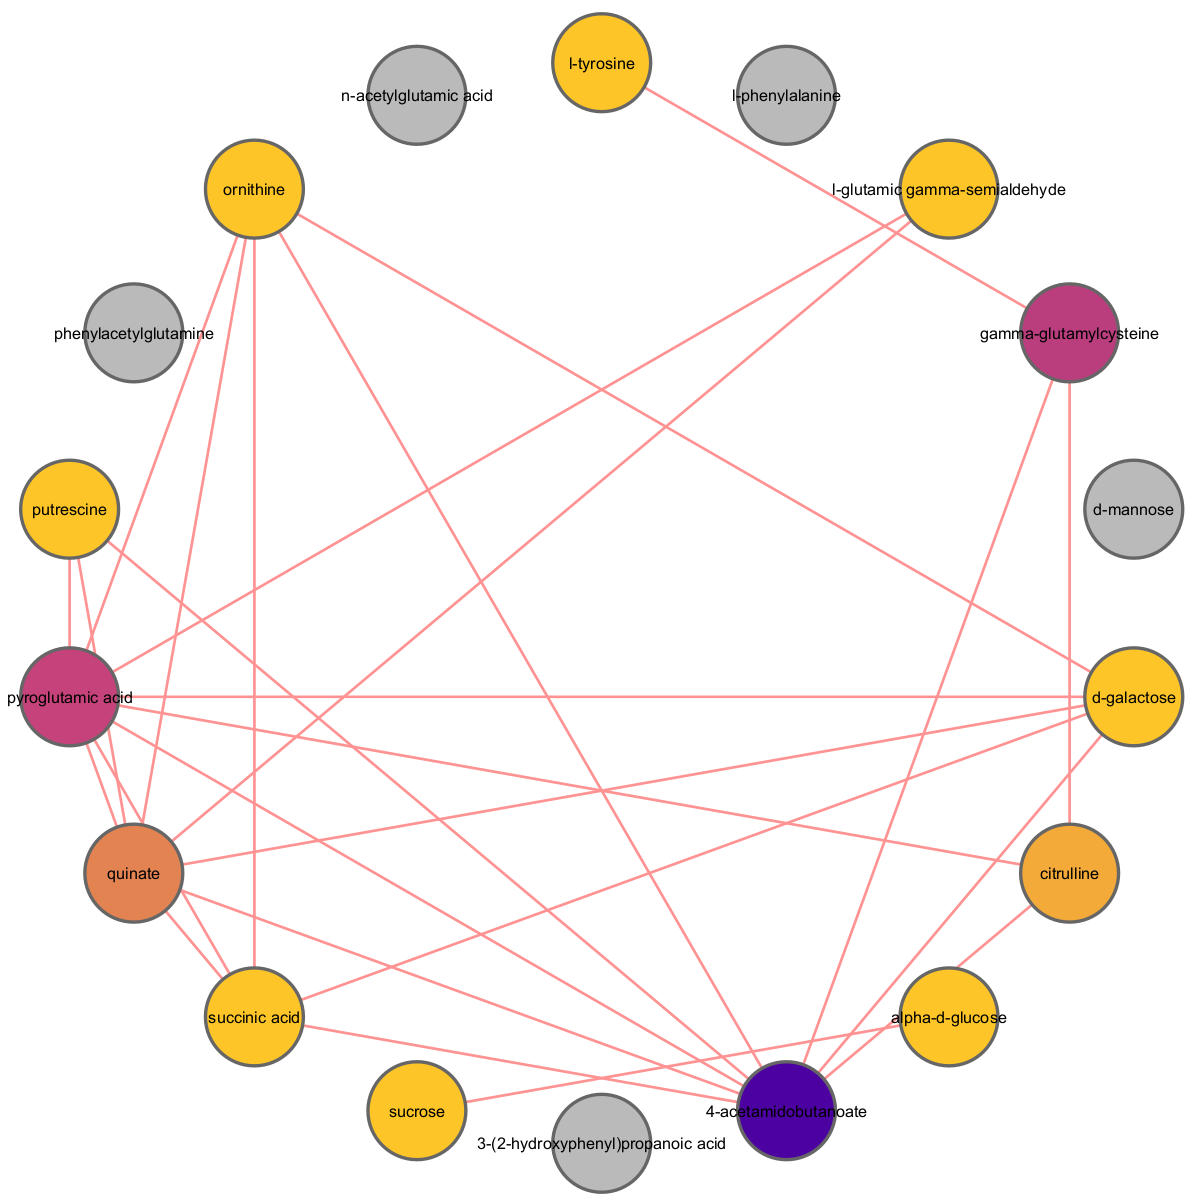 l-tyrosine
n-acetylglutamic acid
l-phenylalanine
ornithine
l-glutamic gamma-semialdehyde
phenylacetylglutamine
gamma-glutamylcysteine
putrescine
d-mannose
pyroglutamic acid
d-galactose
quinate
citrulline
succinic acid
alpha-d-glucose
sucrose
4-acetamidobutanoate
3-(2-hydroxyphenyl)propanoic acid